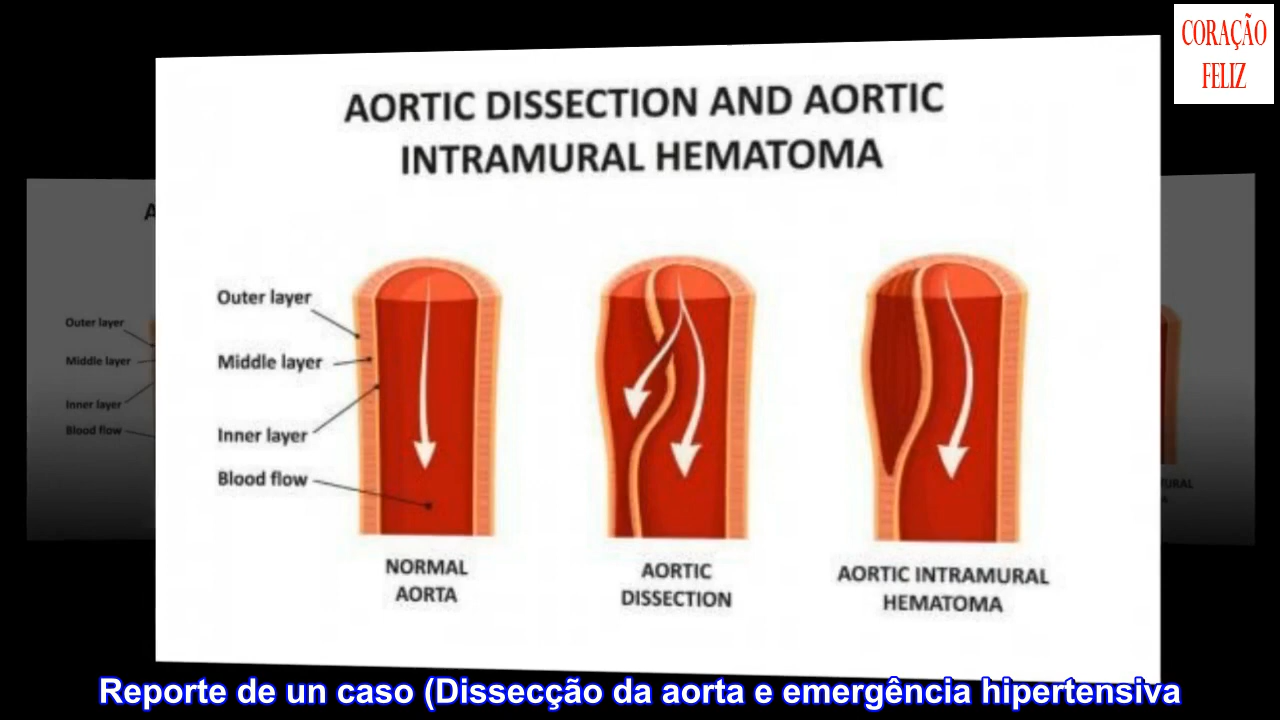 CORAÇÃO
FELIZ
AORTIC DISSECTION AND AORTIC
INTRAMURAL HEMATOMA
Outer layer
Middle layer
Inner layer
Blood flow
NORMAL
AORTA
AORTIC
DISSECTION
AORTIC INTRAMURAL
HEMATOMA
Outer layer
Middle layer
Inner layer
Blood flow
Reporte de un caso (Dissecção da aorta e emergência hipertensiva